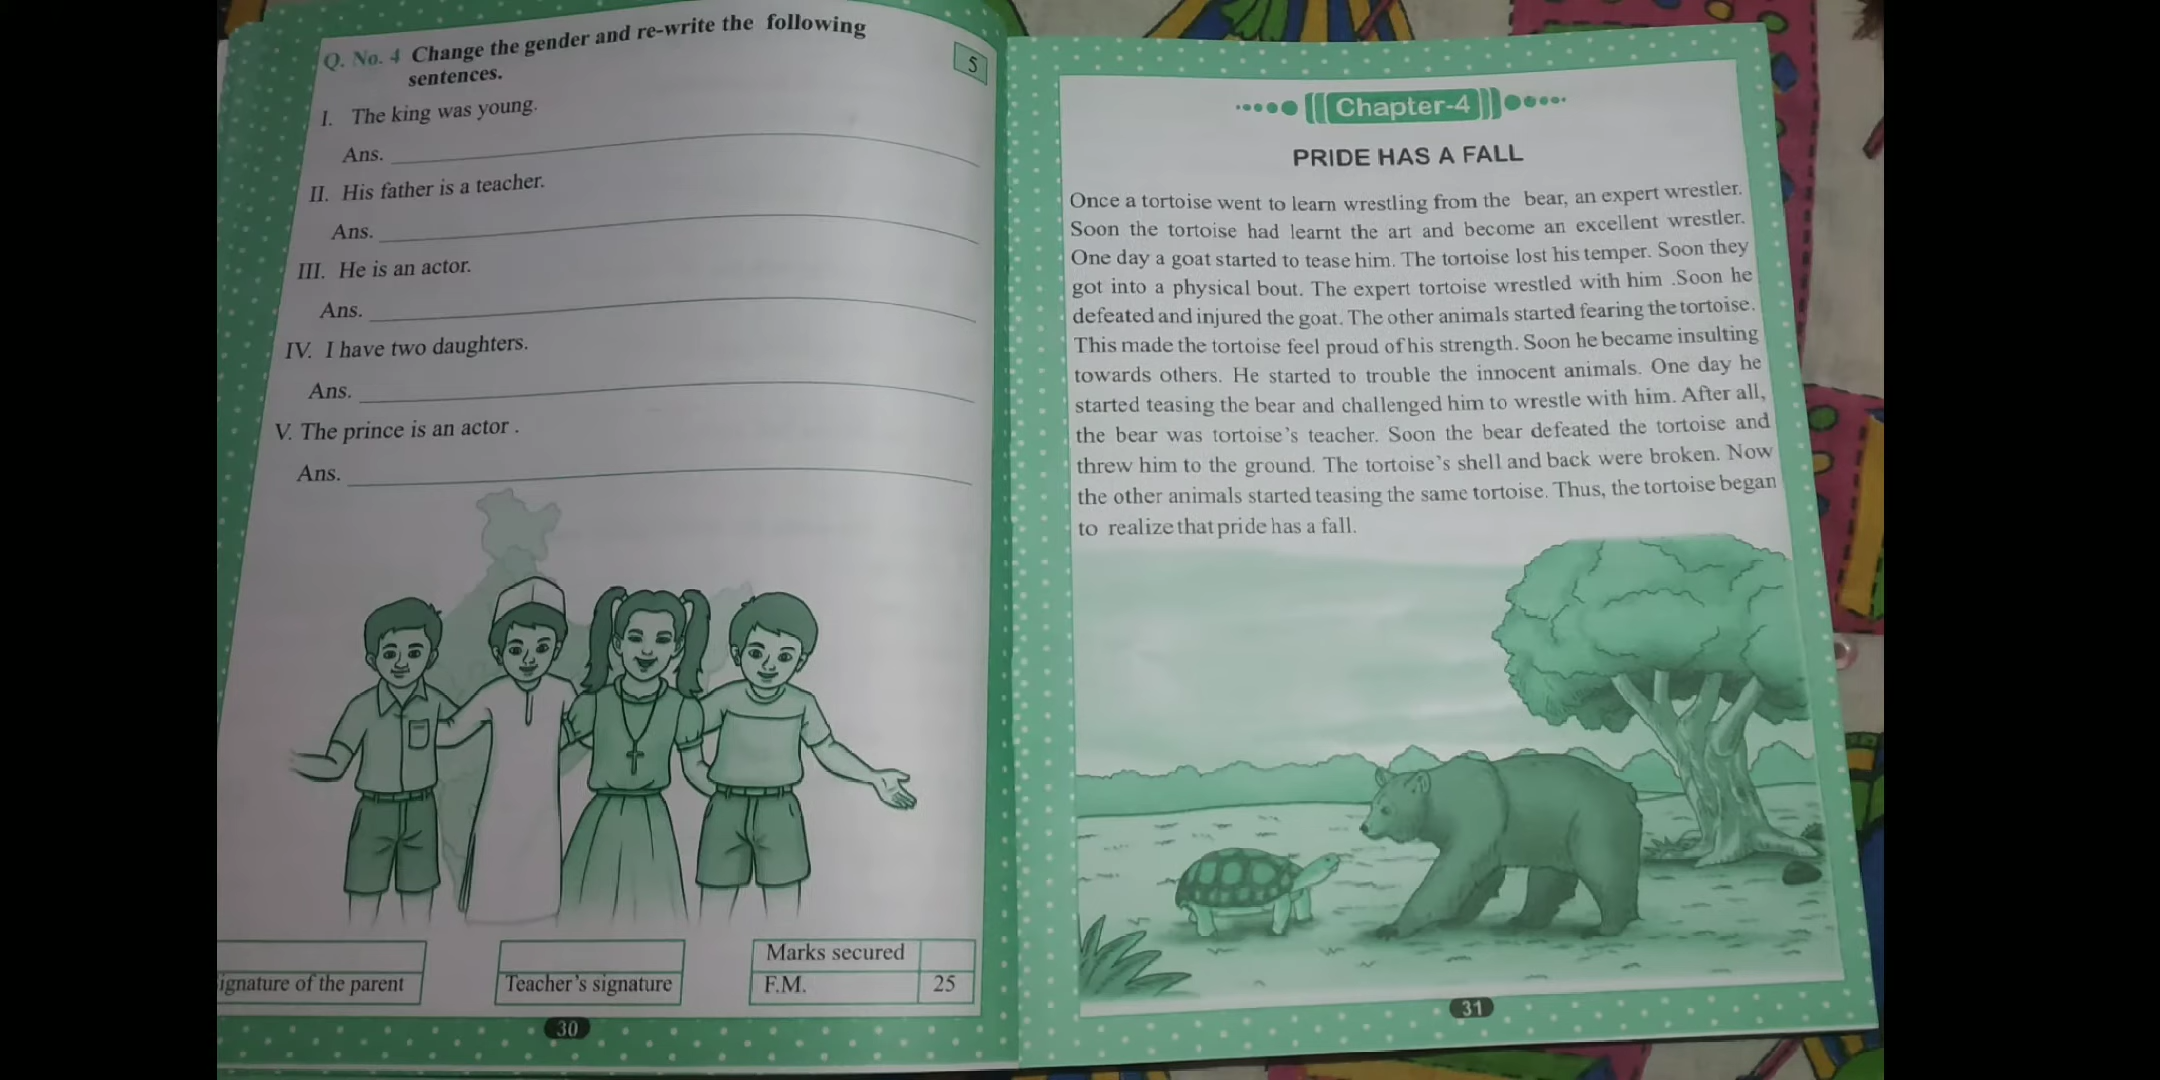 Q. No. 4 Change the gender and re-write the following
sentences.
5
I. The king was young.
Ans.
II. His father is a teacher.
Ans.
III. He is an actor.
Ans.
IV. I have two daughters.
Ans.
V. The prince is an actor .
Ans.
ignature of the parent
Teacher's signature
Marks secured
F.M. 25
30
Chapter-4
PRIDE HAS A FALL
Once a tortoise went to learn wrestling from the bear, an expert wrestler.
Soon the tortoise had learnt the art and become an excellent wrestler.
One day a goat started to tease him. The tortoise lost his temper. Soon they
got into a physical bout. The expert tortoise wrestled with him .Soon he
defeated and injured the goat. The other animals started fearing the tortoise.
This made the tortoise feel proud of his strength. Soon he became insulting
towards others. He started to trouble the innocent animals. One day he
started teasing the bear and challenged him to wrestle with him. After all,
the bear was tortoise's teacher. Soon the bear defeated the tortoise and
threw him to the ground. The tortoise's shell and back were broken. Now
the other animals started teasing the same tortoise. Thus, the tortoise began
to realize that pride has a fall.
31